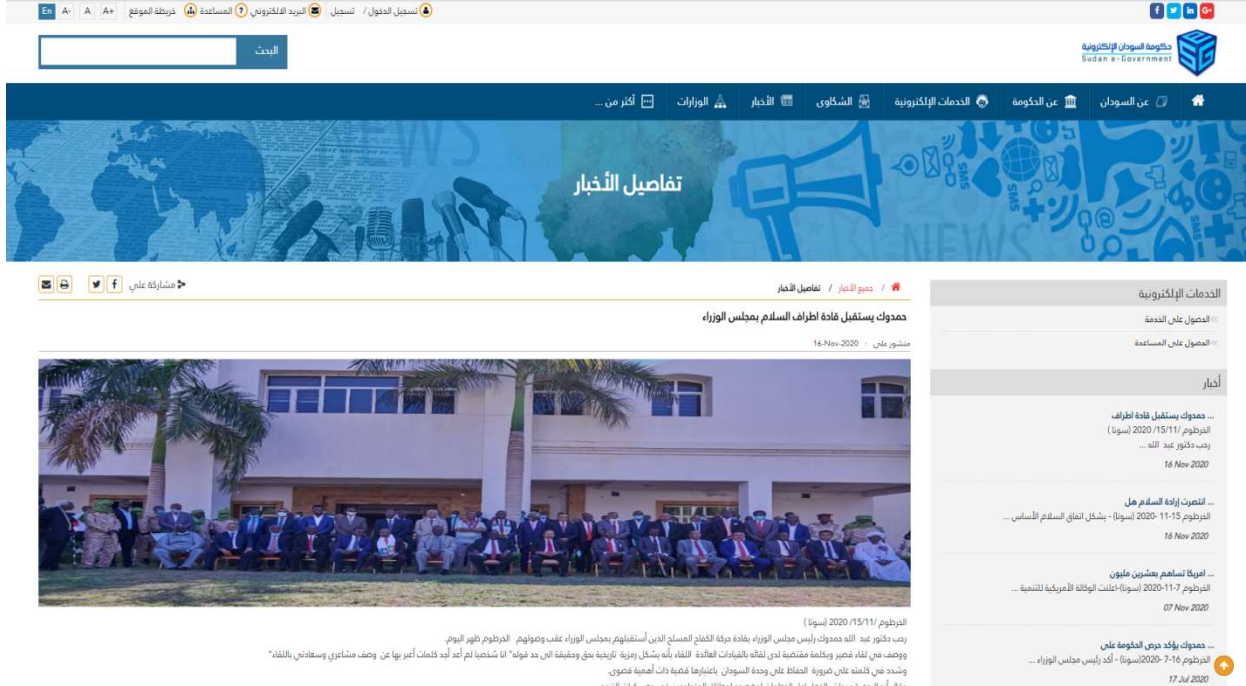 تسجيل الدخول / تسجيل البريد الالكتروني المساعدة خريطة الموقع A+ A A- En
حكومة السودان الإلكترونية
Sudan e-Government
البحث
عن السودان عن الحكومة الخدمات الإلكترونية الشكاوى الأخبار الوزارات أكثر من ...
تفاصيل الأخبار
NEWS
SMS
الخدمات الإلكترونية
الحصول على الخدمة
الحصول على المساعدة
أخبار
... حمدوك يستقبل قادة اطراف
الخرطوم /15/11/ 2020 (سونا )
رحب دكتور عبد الله ...
16 Nov 2020
... انتصرت إرادة السلام هل
الخرطوم 15-11 -2020 (سونا) - يشكل اتفاق السلام الأساس ...
16 Nov 2020
... امريكا تساهم بعشرين مليون
الخرطوم 7-11-2020 (سونا)-اعلنت الوكالة الأمريكية للتنمية ...
07 Nov 2020
... حمدوك يؤكد حرص الحكومة على
الخرطوم 16-7 -2020(سونا) - أكد رئيس مجلس الوزراء ...
17 Jul 2020
/ جميع الأخبار / تفاصيل الأخبار
مشاركة على
حمدوك يستقبل قادة اطراف السلام بمجلس الوزراء
منشور على : 16-Nov-2020
الخرطوم /15/11/ 2020 (سونا )
رحب دكتور عبد الله حمدوك رئيس مجلس الوزراء بقادة حركة الكفاح المسلح الذين أستقبلهم بمجلس الوزراء عقب وصولهم الخرطوم ظهر اليوم.
ووصف في لقاء قصير وبكلمة مقتضبة لدى لقائه بالقيادات العائدة اللقاء بأنه يشكل رمزية تاريخية بحق وحقيقة الى حد قوله" انا شخصيا لم أعد أجد كلمات أعبر بها عن وصف مشاعري وسعادتي باللقاء"
وشدد في كلمته على ضرورة الحفاظ على وحدة السودان باعتبارها قضية ذات أهمية قصوى.